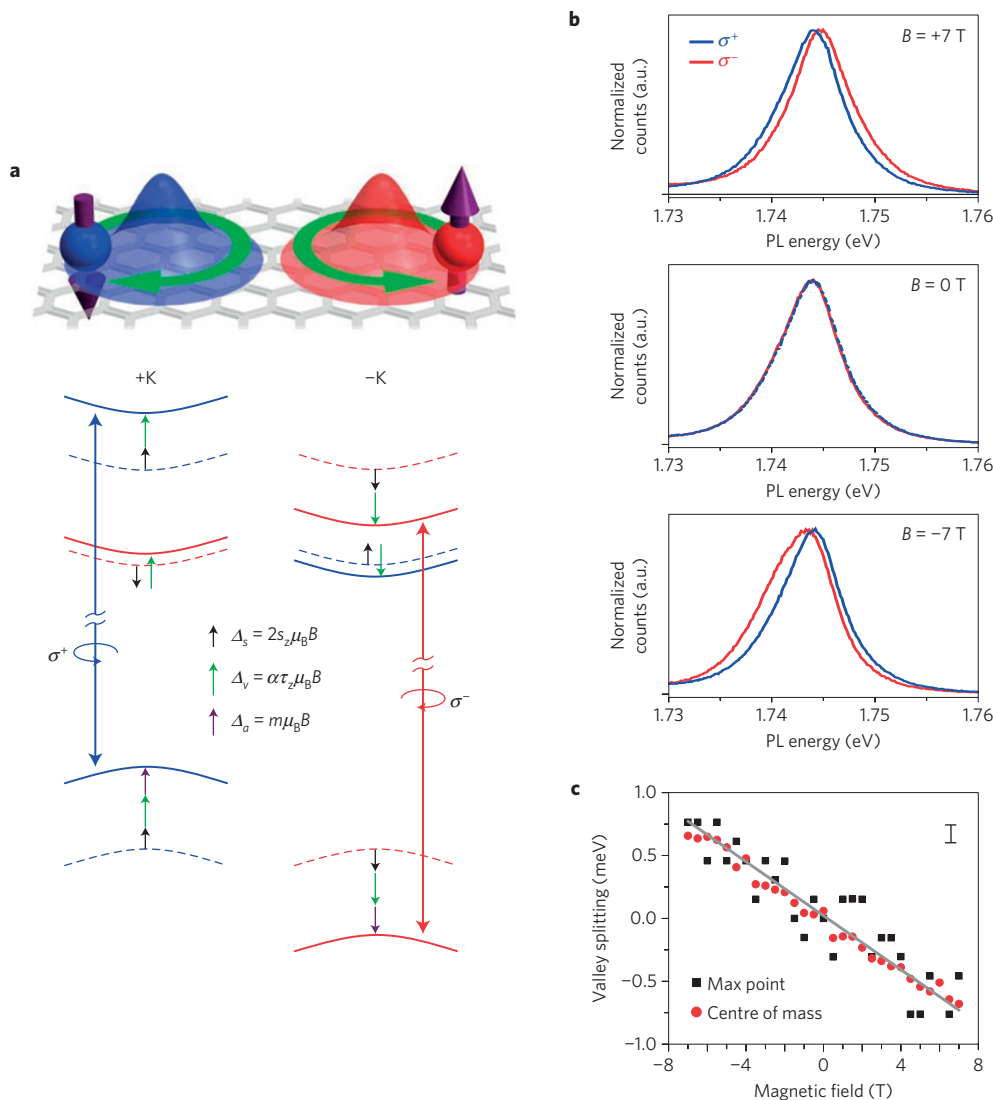 a
+K
−K
σ+
σ−
Δs = 2szμBB
Δv = ατzμBB
Δa = mμBB
b
σ+
σ−
B = +7 T
Normalized
counts (a.u.)
1.73
1.74
1.75
1.76
PL energy (eV)
B = 0 T
Normalized
counts (a.u.)
1.73
1.74
1.75
1.76
PL energy (eV)
B = −7 T
Normalized
counts (a.u.)
1.73
1.74
1.75
1.76
PL energy (eV)
c
1.0
0.5
0.0
−0.5
−1.0
Valley splitting (meV)
Max point
Centre of mass
−8
−4
0
4
8
Magnetic field (T)